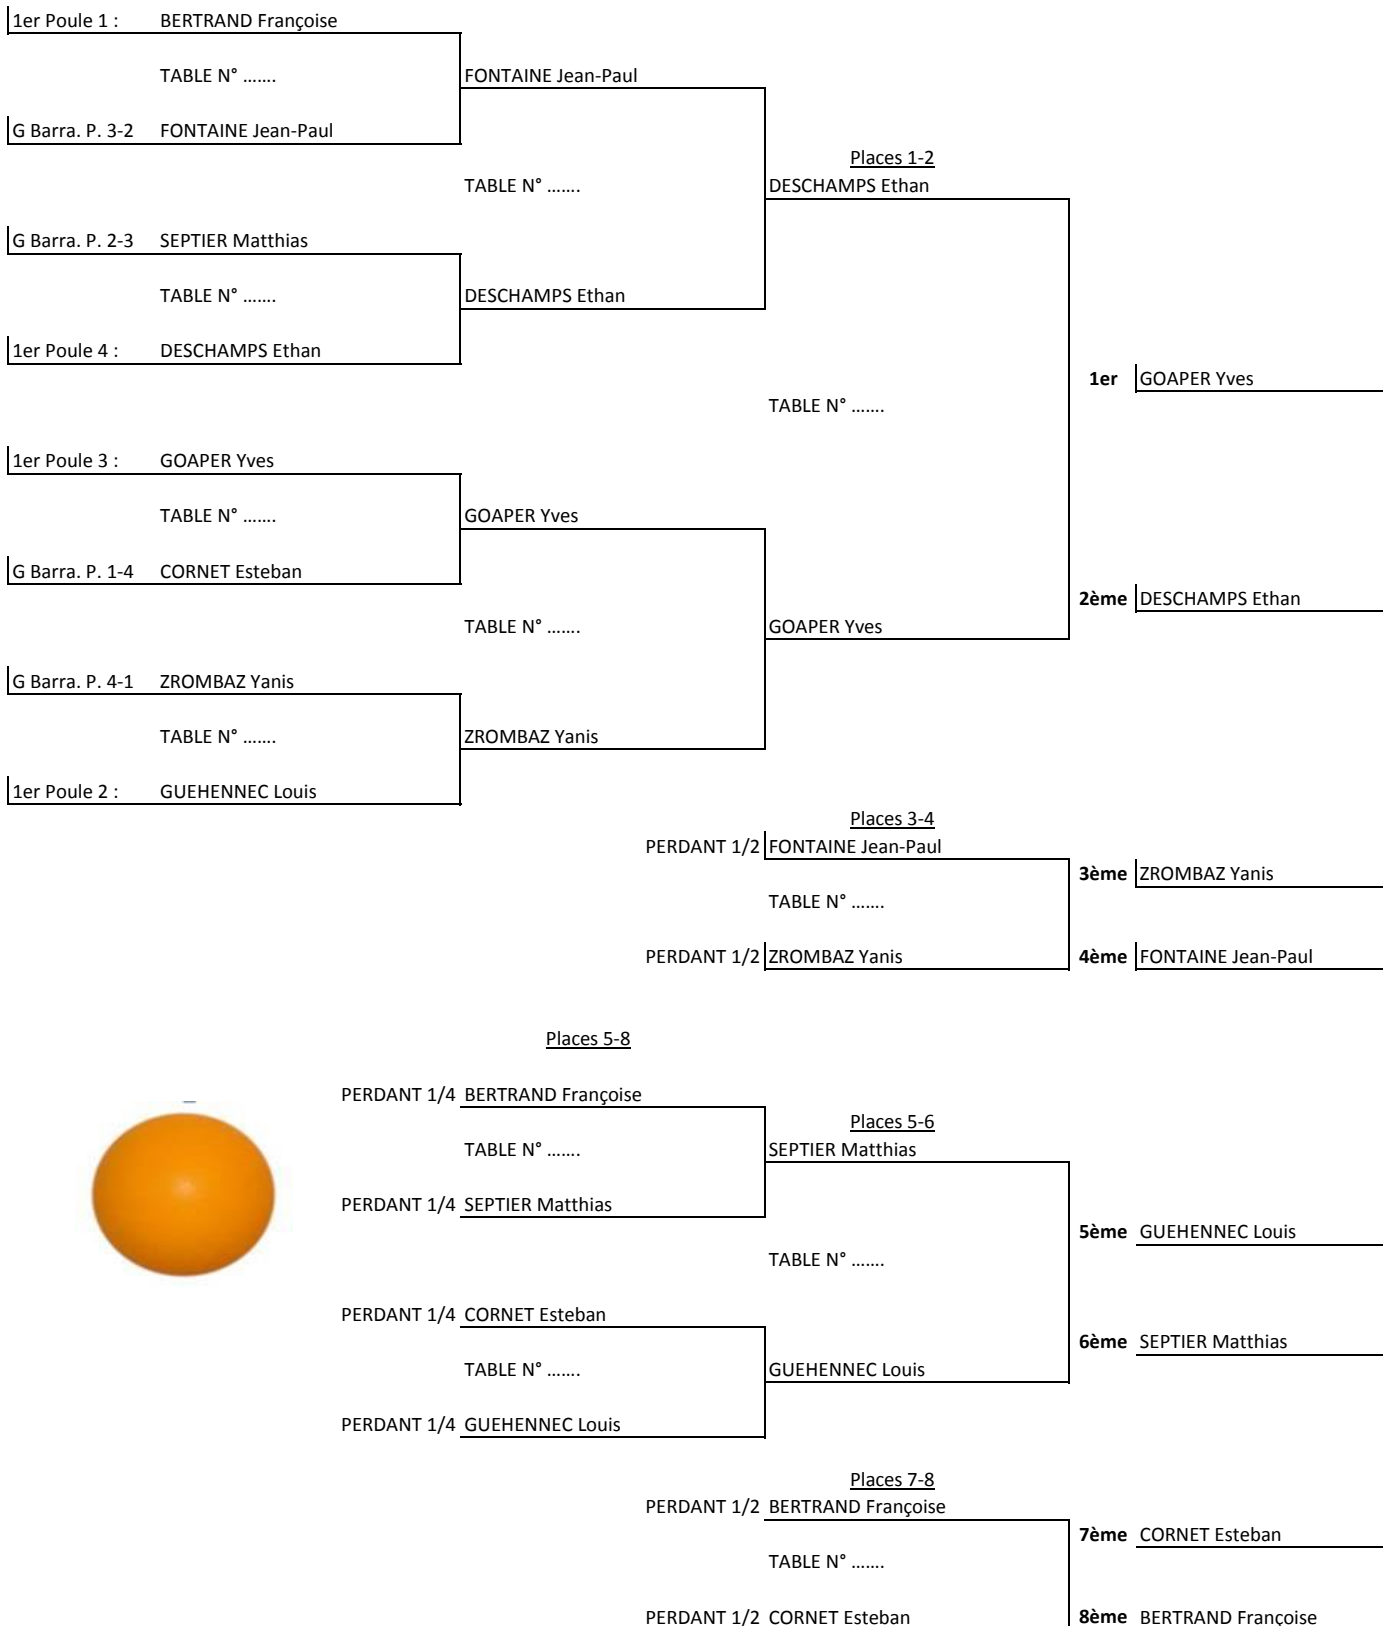 1er Poule 1 : BERTRAND Françoise
TABLE N° ....... FONTAINE Jean-Paul
G Barra. P. 3-2 FONTAINE Jean-Paul
Places 1-2
TABLE N° ....... DESCHAMPS Ethan
G Barra. P. 2-3 SEPTIER Matthias
TABLE N° ....... DESCHAMPS Ethan
1er Poule 4 : DESCHAMPS Ethan
1er GOAPER Yves
TABLE N° .......
1er Poule 3 : GOAPER Yves
TABLE N° ....... GOAPER Yves
G Barra. P. 1-4 CORNET Esteban
2ème DESCHAMPS Ethan
TABLE N° ....... GOAPER Yves
G Barra. P. 4-1 ZROMBAZ Yanis
TABLE N° ....... ZROMBAZ Yanis
1er Poule 2 : GUEHENNEC Louis
Places 3-4
PERDANT 1/2 FONTAINE Jean-Paul
3ème ZROMBAZ Yanis
TABLE N° .......
PERDANT 1/2 ZROMBAZ Yanis 4ème FONTAINE Jean-Paul
Places 5-8
PERDANT 1/4 BERTRAND Françoise
Places 5-6
TABLE N° ....... SEPTIER Matthias
PERDANT 1/4 SEPTIER Matthias
5ème GUEHENNEC Louis
TABLE N° .......
PERDANT 1/4 CORNET Esteban
6ème SEPTIER Matthias
TABLE N° ....... GUEHENNEC Louis
PERDANT 1/4 GUEHENNEC Louis
Places 7-8
PERDANT 1/2 BERTRAND Françoise
7ème CORNET Esteban
TABLE N° .......
PERDANT 1/2 CORNET Esteban 8ème BERTRAND Françoise